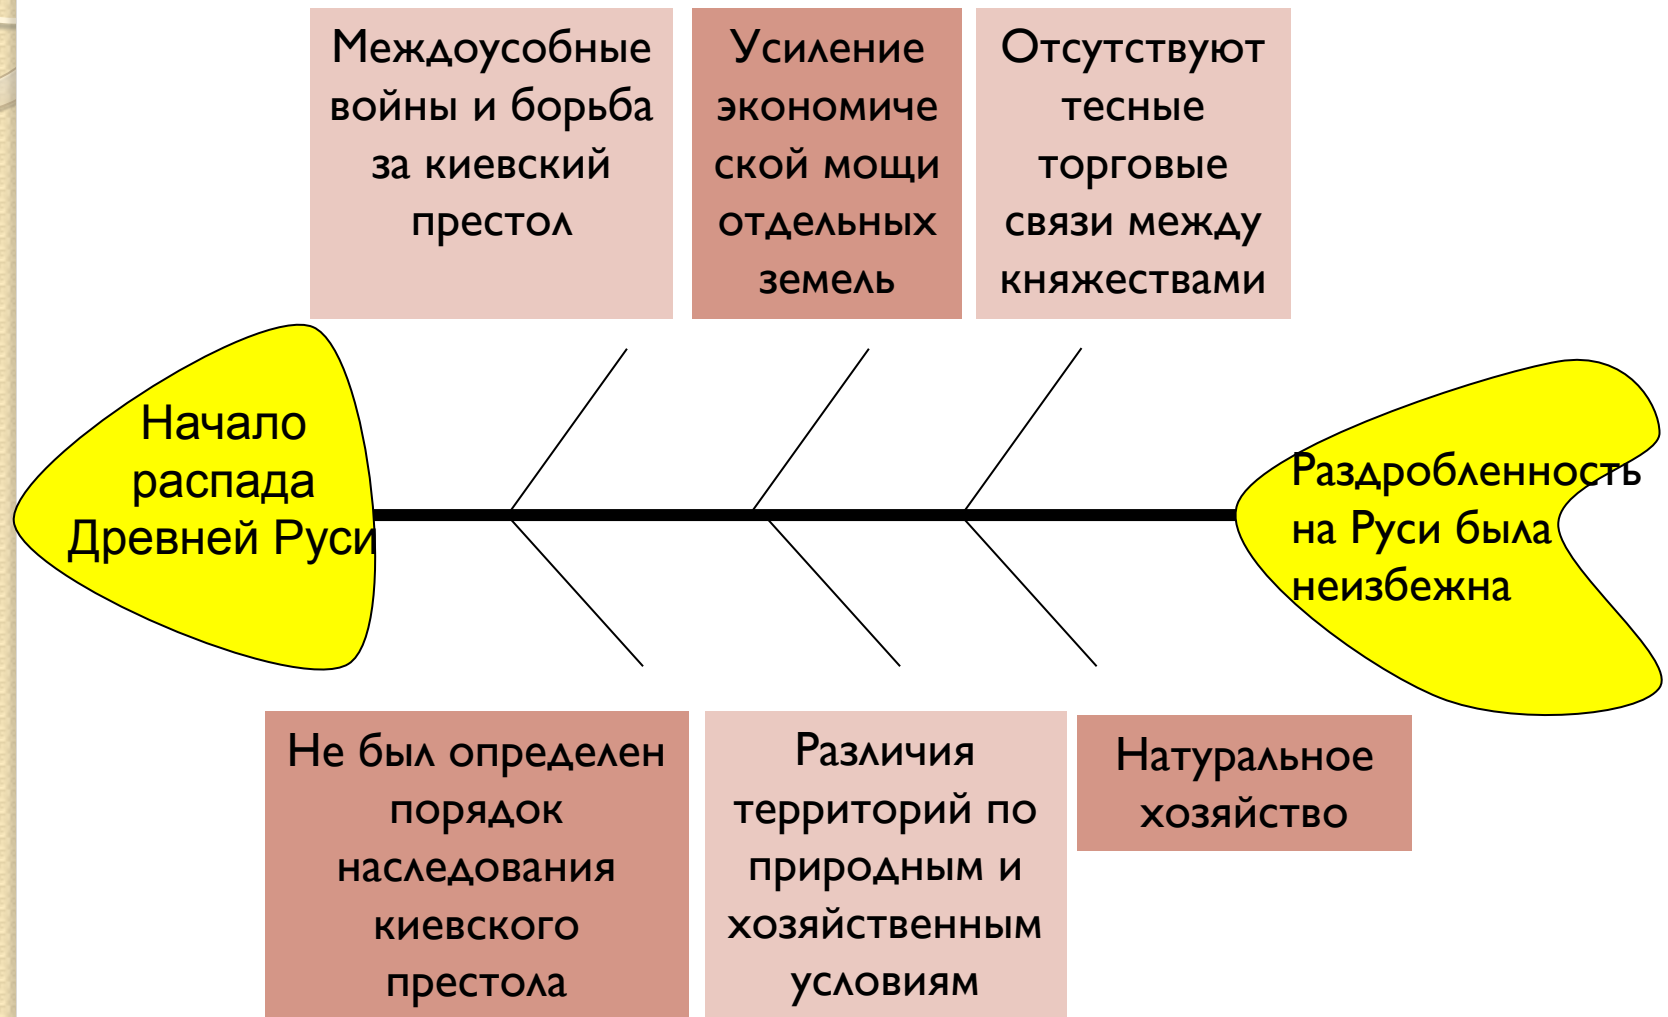 Междоусобные
войны и борьба
за киевский
престол
Усиление
экономиче
ской мощи
отдельных
земель
Отсутствуют
тесные
торговые
связи между
княжествами
Начало
распада
Древней Руси
Раздробленность
на Руси была
неизбежна
Не был определен
порядок
наследования
киевского
престола
Различия
территорий по
природным и
хозяйственным
условиям
Натуральное
хозяйство